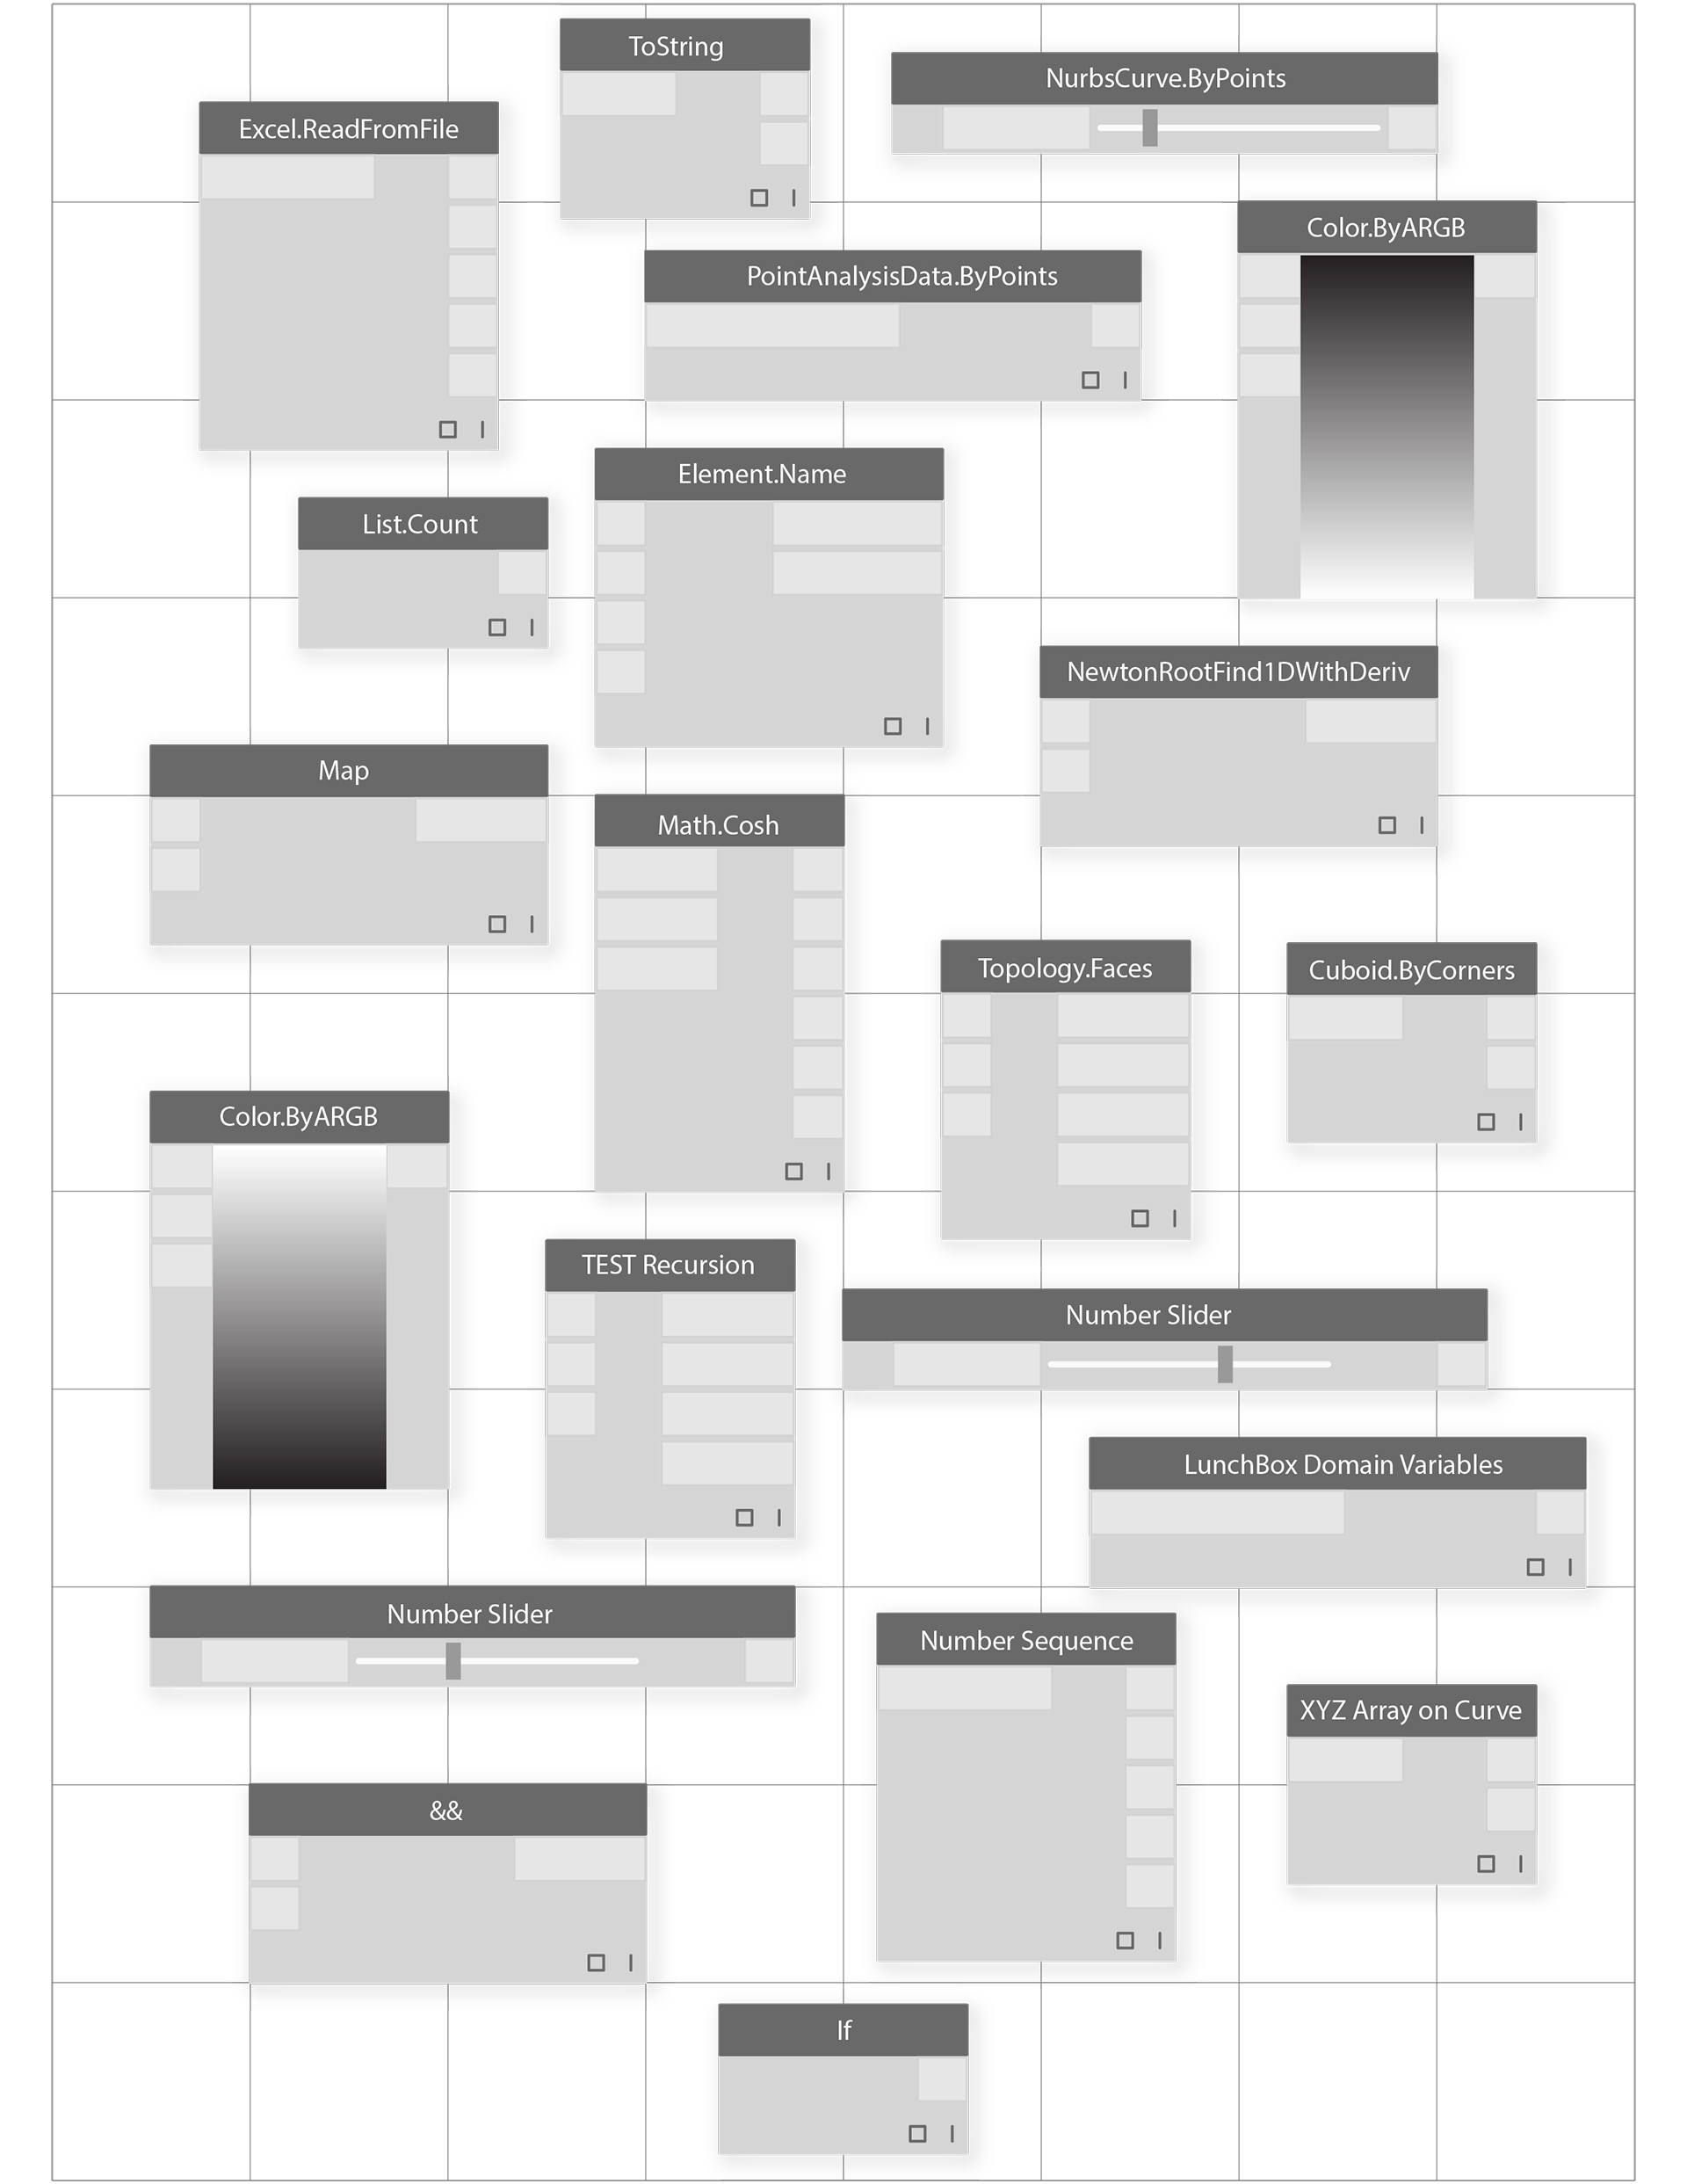 ToString
NurbsCurve.ByPoints
Excel.ReadFromFile
Color.ByARGB
PointAnalysisData.ByPoints
Element.Name
List.Count
NewtonRootFind1DWithDeriv
Map
Math.Cosh
Topology.Faces
Cuboid.ByCorners
Color.ByARGB
TEST Recursion
Number Slider
LunchBox Domain Variables
Number Slider
Number Sequence
XYZ Array on Curve
&&
If